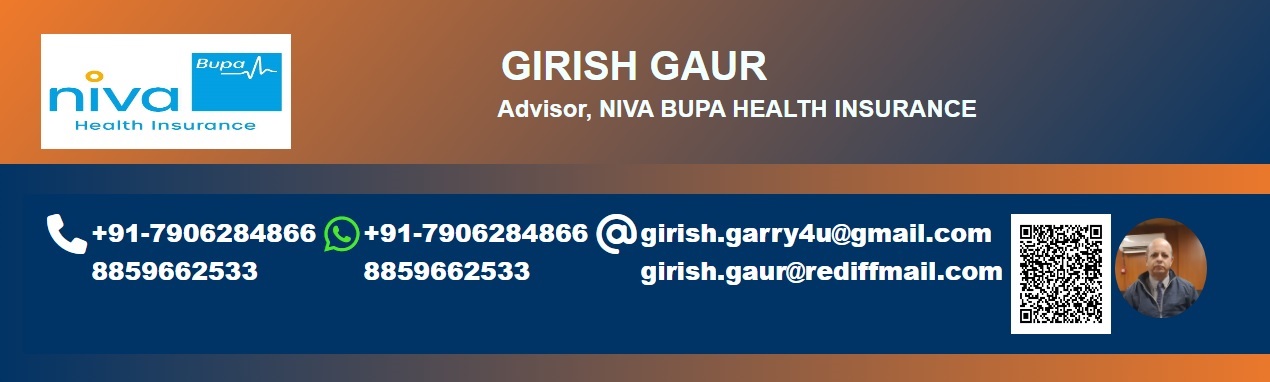 niva
Bupa
Health Insurance
GIRISH GAUR
Advisor, NIVA BUPA HEALTH INSURANCE
+91-7906284866
8859662533
+91-7906284866
8859662533
girish.garry4u@gmail.com
girish.gaur@rediffmail.com